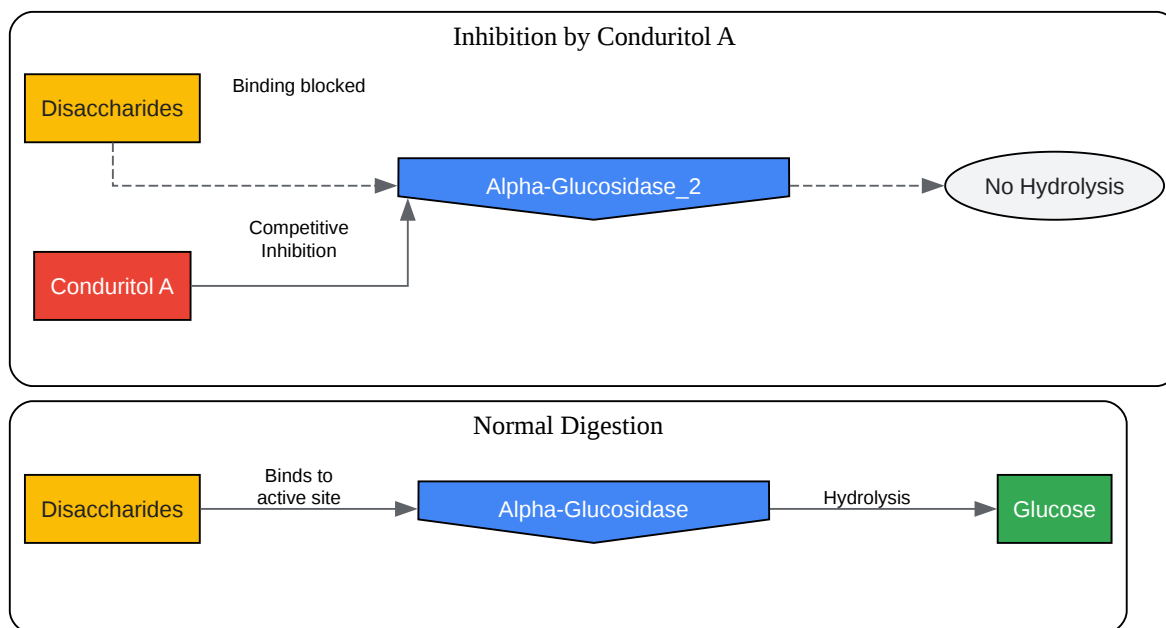 Inhibition by Conduritol A
Disaccharides
Binding blocked
Alpha-Glucosidase_2
No Hydrolysis
Competitive
Inhibition
Conduritol A
Normal Digestion
Disaccharides
Binds to
active site
Alpha-Glucosidase
Hydrolysis
Glucose